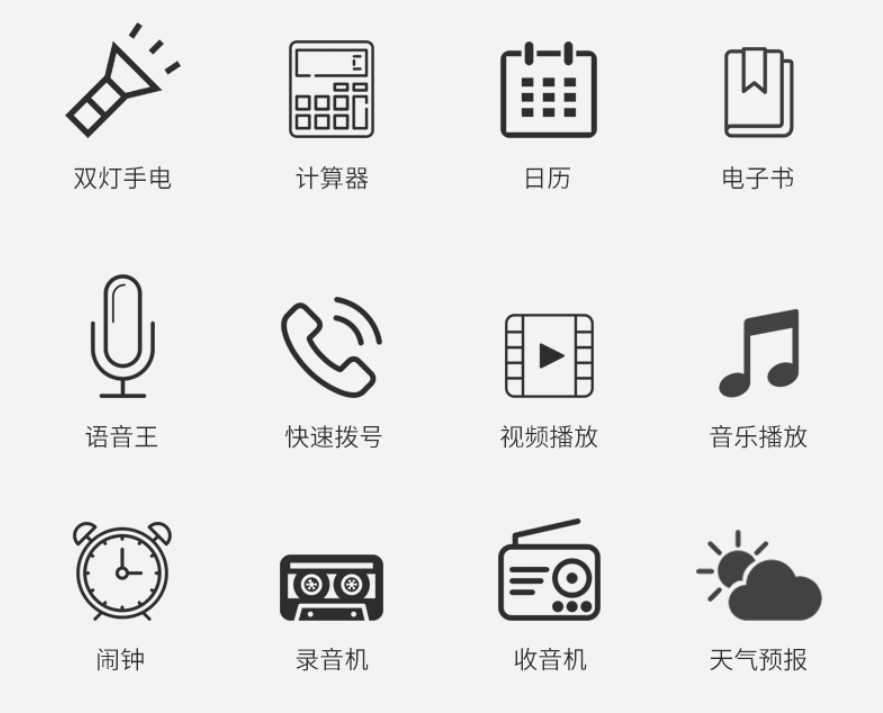 双灯手电
计算器
日历
电子书
语音王
快速拨号
视频播放
音乐播放
闹钟
录音机
收音机
天气预报